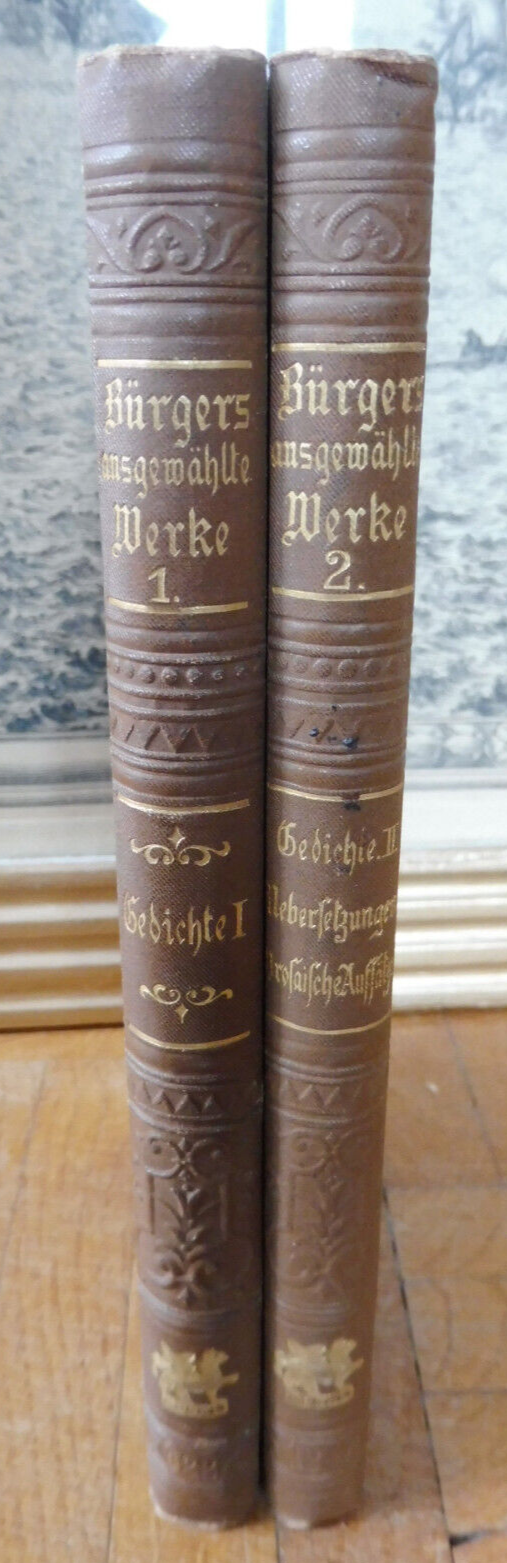 Bürgers
ausgewählte
Werke
1.
Gedichte I
Bürgers
ausgewählte
Werke
2.
Gedichte II
Uebersetzungen
Prosaische Aufsätze